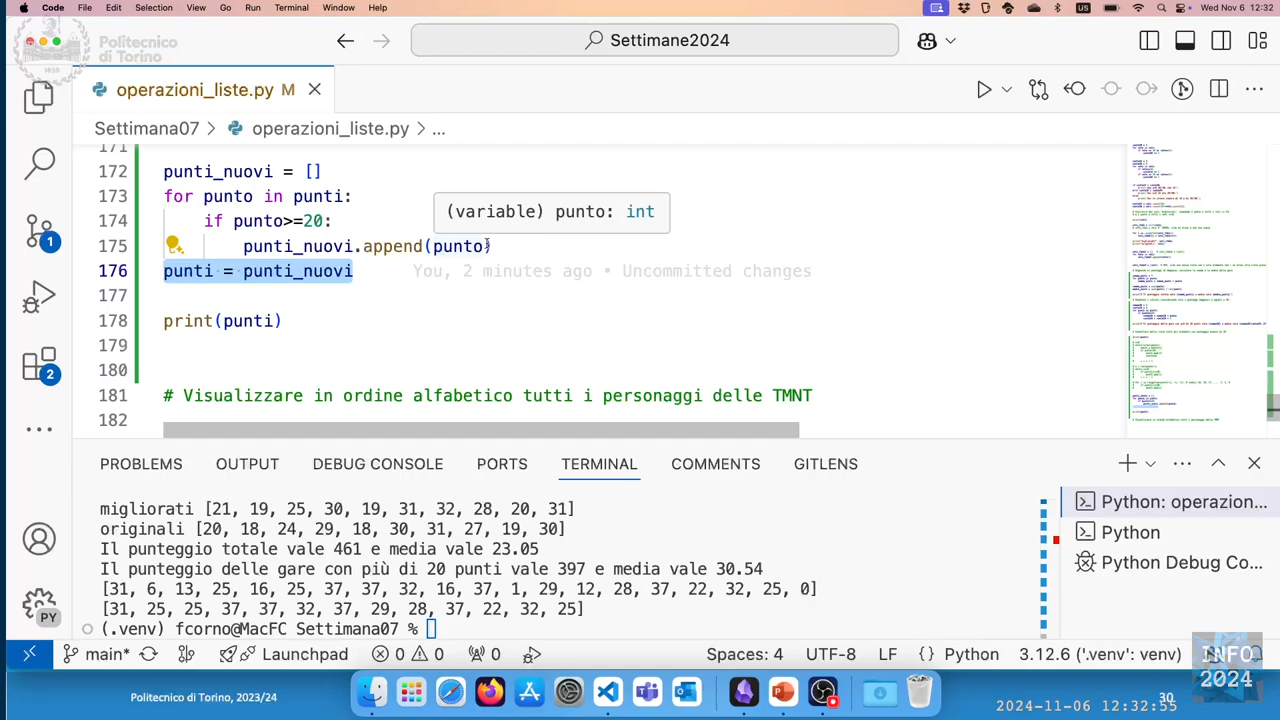 Code File Edit Selection View Go Run Terminal Window Help US Wed Nov 6 12:32
Politecnico
di Torino
1859
Settimane2024
operazioni_liste.py M
Settimana07 > operazioni_liste.py > ...
171
172 punti_nuovi = []
173 for punto in punti:
174 if punto>=20:
(variable) punto: int
175 punti_nuovi.append(punto)
176 punti = punti_nuovi ago • Uncommitted changes
177
178 print(punti)
179
180
181 # Visualizzare in ordine alfabetico tutti i personaggi delle TMNT
182
1
2
PROBLEMS OUTPUT DEBUG CONSOLE PORTS TERMINAL COMMENTS GITLENS
migliorati [21, 19, 25, 30, 19, 31, 32, 28, 20, 31]
originali [20, 18, 24, 29, 18, 30, 31, 27, 19, 30]
Il punteggio totale vale 461 e media vale 23.05
Il punteggio delle gare con più di 20 punti vale 397 e media vale 30.54
[31, 6, 13, 25, 16, 25, 37, 37, 32, 16, 37, 1, 29, 12, 28, 37, 22, 32, 25, 0]
[31, 25, 25, 37, 37, 32, 37, 29, 28, 37, 22, 32, 25]
(.venv) fcorno@MacFC Settimana07 %
Python: operazion...
Python
Python Debug Co...
PY
main* Launchpad 0 0 0 Spaces: 4 UTF-8 LF {} Python 3.12.6 ('.venv': venv)
INFO
2024
Politecnico di Torino, 2023/24
30
2024-11-06 12:32:55